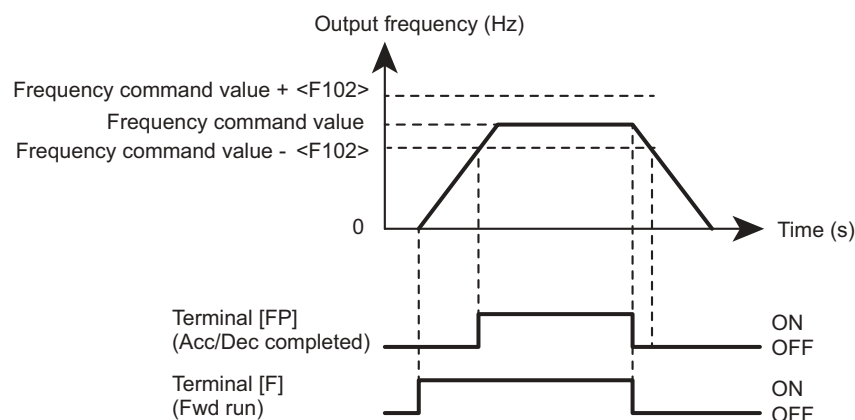 Output frequency (Hz)
Frequency command value + <F102>
Frequency command value
Frequency command value - <F102>
0
Time (s)
Terminal [FP]
(Acc/Dec completed)
ON
OFF
Terminal [F]
(Fwd run)
ON
OFF